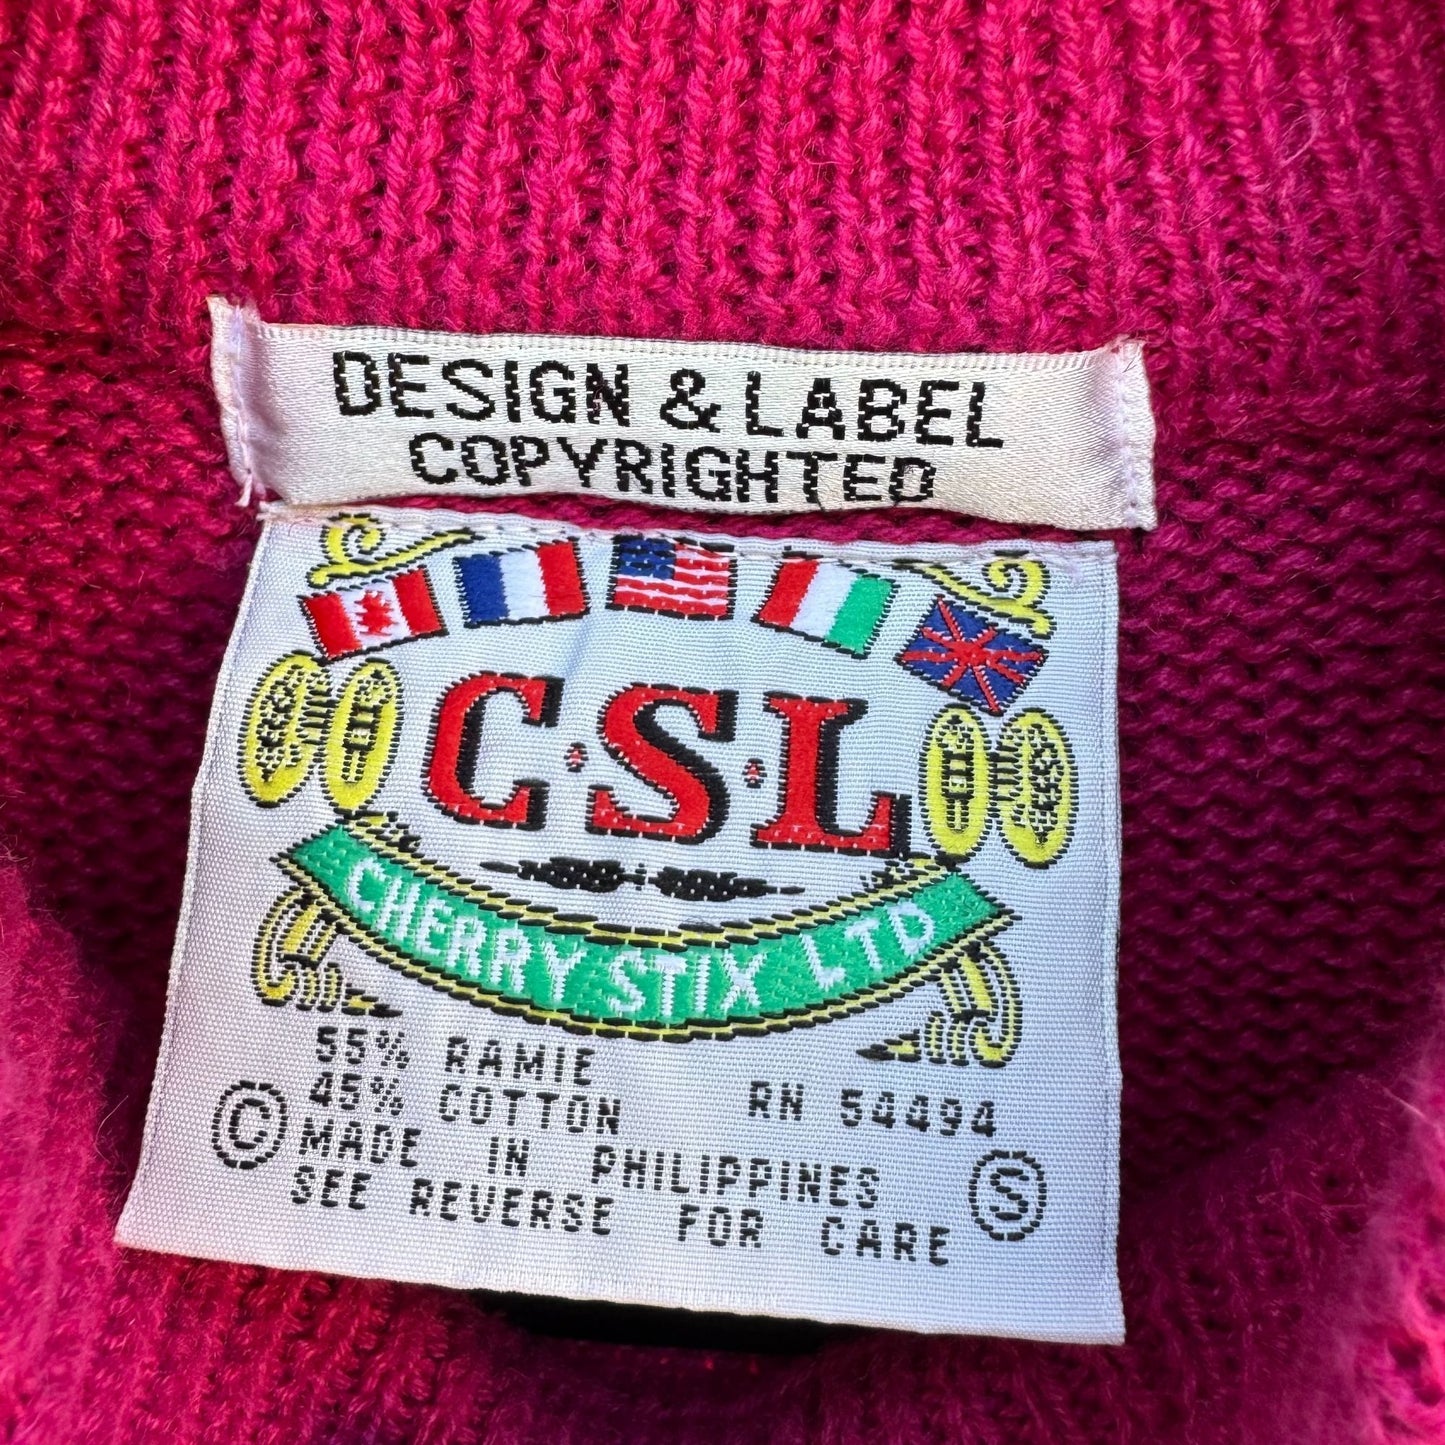 DESIGN & LABEL
COPYRIGHTED
C·S·L
CHERRY STIX LTD
55% RAMIE
45% COTTON RN 54494
© MADE IN PHILIPPINES Ⓢ
SEE REVERSE FOR CARE